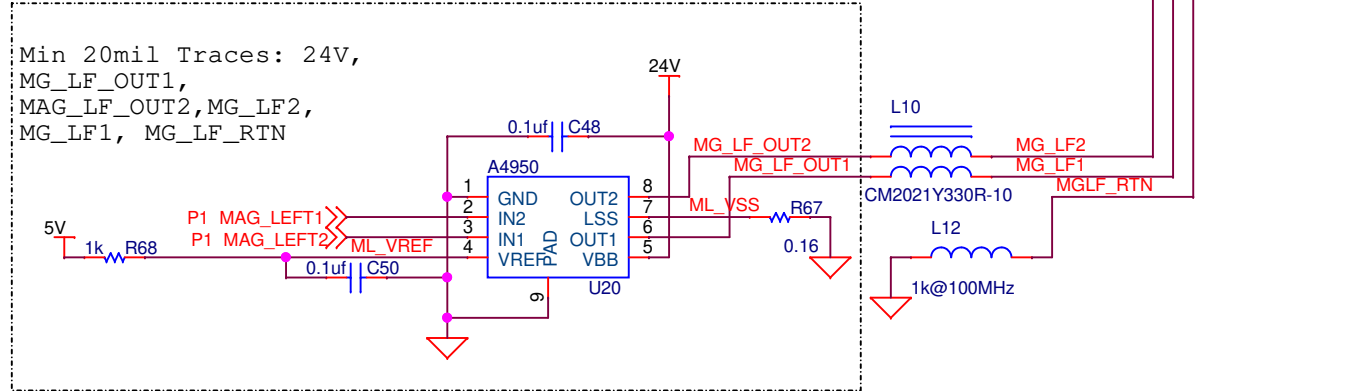 Min 20mil Traces: 24V,
MG_LF_OUT1,
MAG_LF_OUT2,MG_LF2,
MG_LF1, MG_LF_RTN
24V
0.1uf C48
A4950
1 GND OUT2 8
2 IN2 LSS 7
3 IN1 OUT1 6
4 VREF VBB 5
PAD
9
U20
P1 MAG_LEFT1
P1 MAG_LEFT2
ML_VREF
5V
1k R68
0.1uf C50
MG_LF_OUT2
MG_LF_OUT1
ML_VSS
R67
0.16
L10
MG_LF2
MG_LF1
MGLF_RTN
CM2021Y330R-10
L12
1k@100MHz